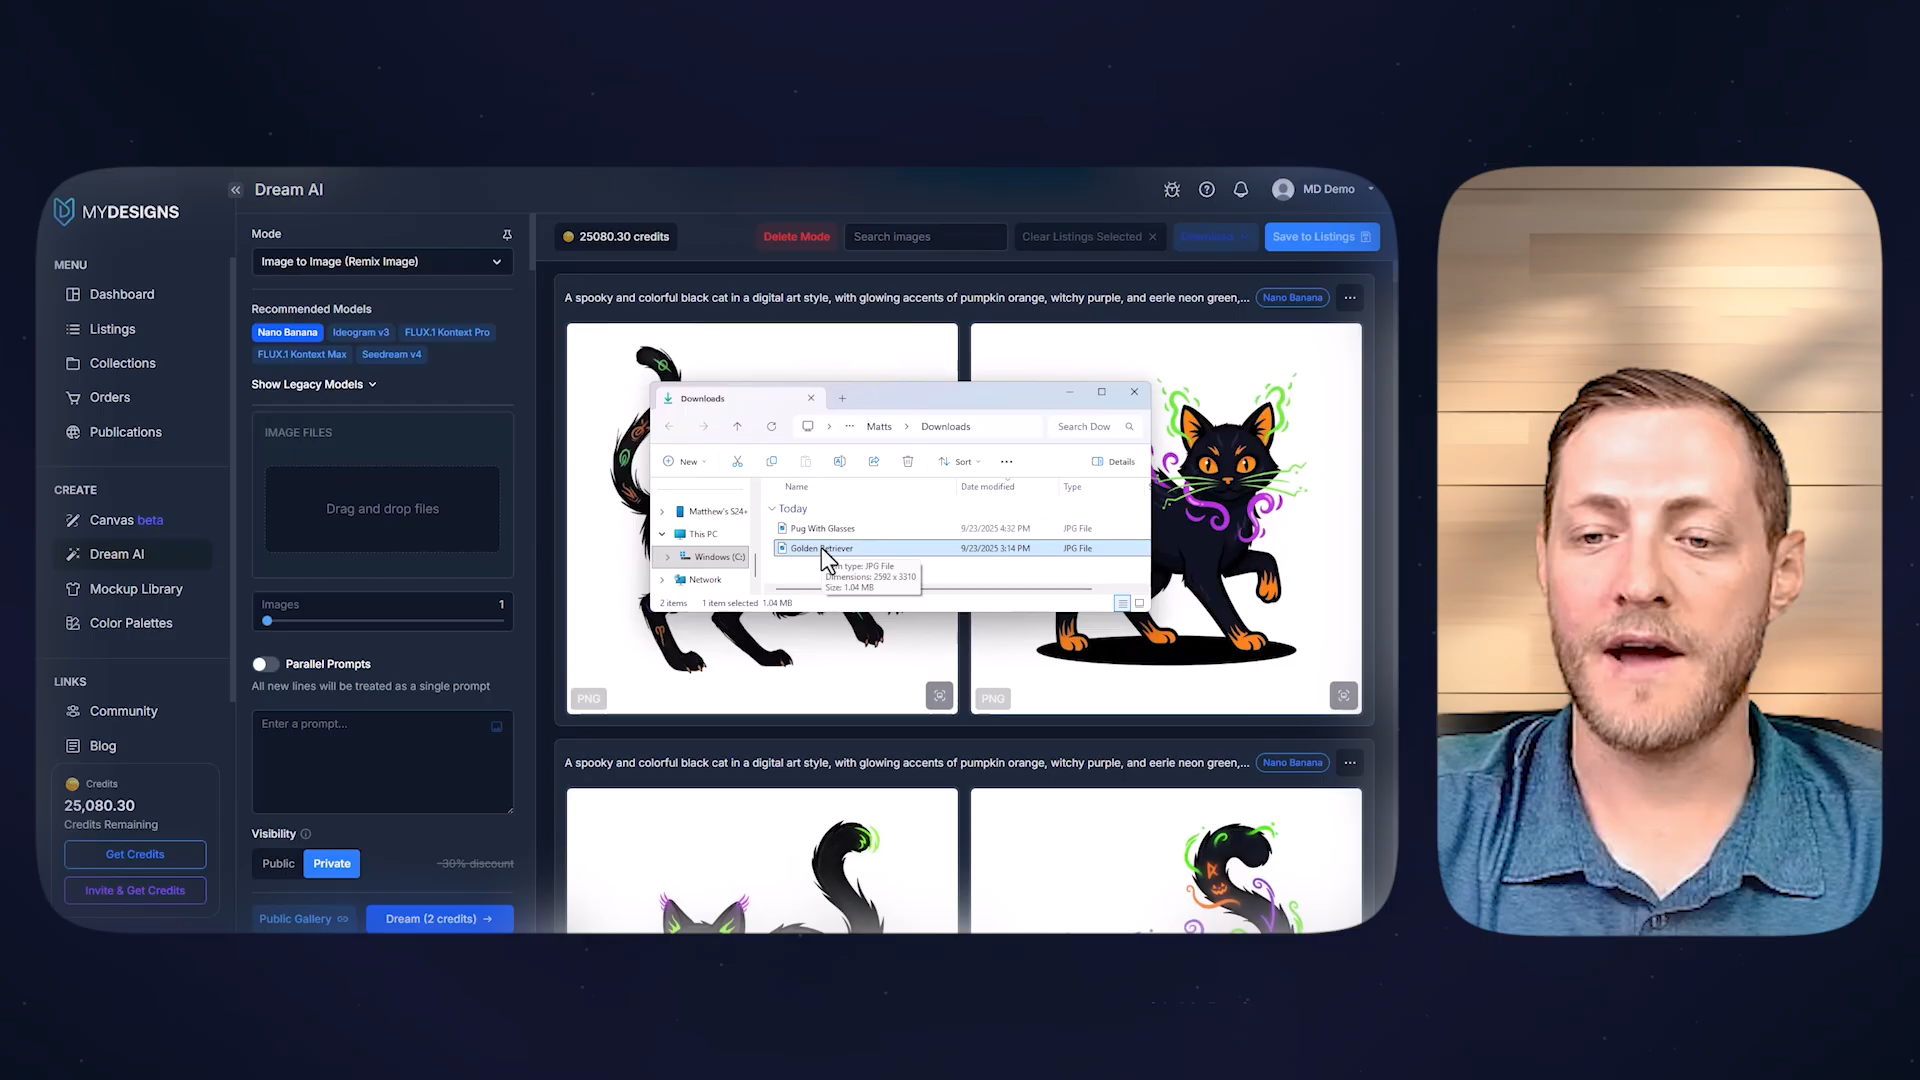 MYDESIGNS
MENU
Dashboard
Listings
Collections
Orders
Publications
CREATE
Canvas beta
Dream AI
Mockup Library
Color Palettes
LINKS
Community
Blog
Credits
25,080.30
Credits Remaining
Get Credits
Invite & Get Credits
Dream AI
MD Demo
Mode
Image to Image (Remix Image)
Recommended Models
Nano Banana
Ideogram v3
FLUX.1 Kontext Pro
FLUX.1 Kontext Max
Seedream v4
Show Legacy Models
IMAGE FILES
Drag and drop files
Images
1
Parallel Prompts
All new lines will be treated as a single prompt
Enter a prompt...
Visibility
Public
Private
-30% discount
Public Gallery
Dream (2 credits) →
25080.30 credits
Delete Mode
Search images
Clear Listings Selected ×
Save to Listings
A spooky and colorful black cat in a digital art style, with glowing accents of pumpkin orange, witchy purple, and eerie neon green,...
Nano Banana
Downloads
Matts
Downloads
Search Dow
New
Sort
Details
Name
Date modified
Type
Matthew's S24+
This PC
Windows (C:)
Network
Today
Pug With Glasses
9/23/2025 4:32 PM
JPG File
Golden Retriever
9/23/2025 3:14 PM
JPG File
type: JPG File
Dimensions: 2592 x 3310
Size: 1.04 MB
2 items
1 item selected 1.04 MB
PNG
PNG
A spooky and colorful black cat in a digital art style, with glowing accents of pumpkin orange, witchy purple, and eerie neon green,...
Nano Banana